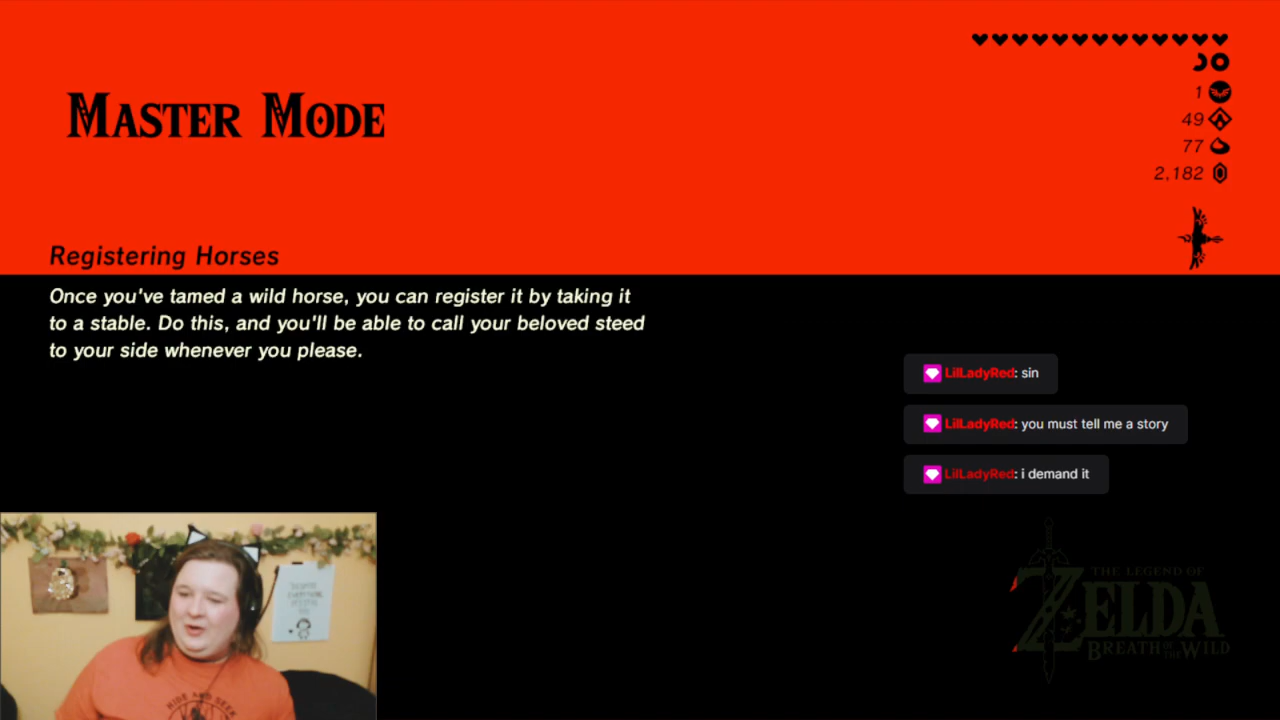 MASTER MODE
1
49
77
2,182
Registering Horses
Once you've tamed a wild horse, you can register it by taking it
to a stable. Do this, and you'll be able to call your beloved steed
to your side whenever you please.
LilLadyRed: sin
LilLadyRed: you must tell me a story
LilLadyRed: i demand it
THE LEGEND OF
ZELDA
BREATH OF THE WILD
HIDE AND SEEK